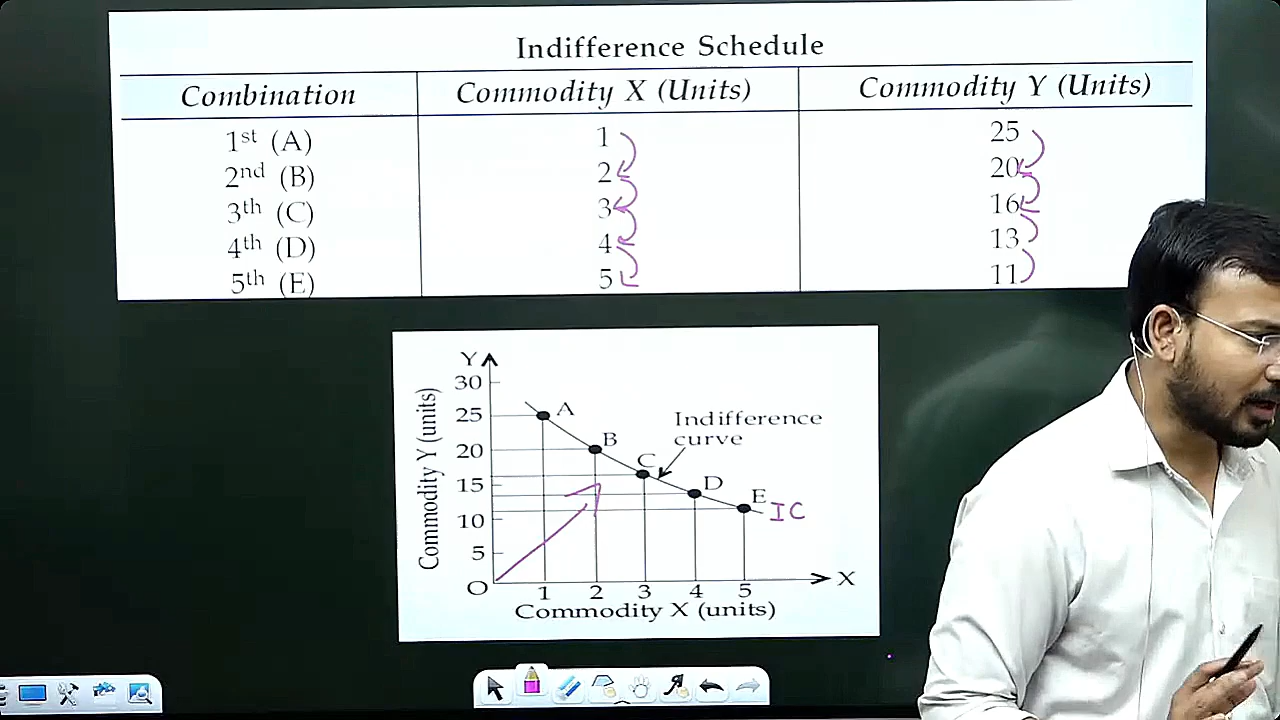 Indifference Schedule
Combination Commodity X (Units) Commodity Y (Units)
1st (A) 1 25
2nd (B) 2 20
3th (C) 3 16
4th (D) 4 13
5th (E) 5 11
Y
30
25
20
15
10
5
O
Commodity Y (units)
A
B
C
D
E
Indifference
curve
IC
X
1 2 3 4 5
Commodity X (units)